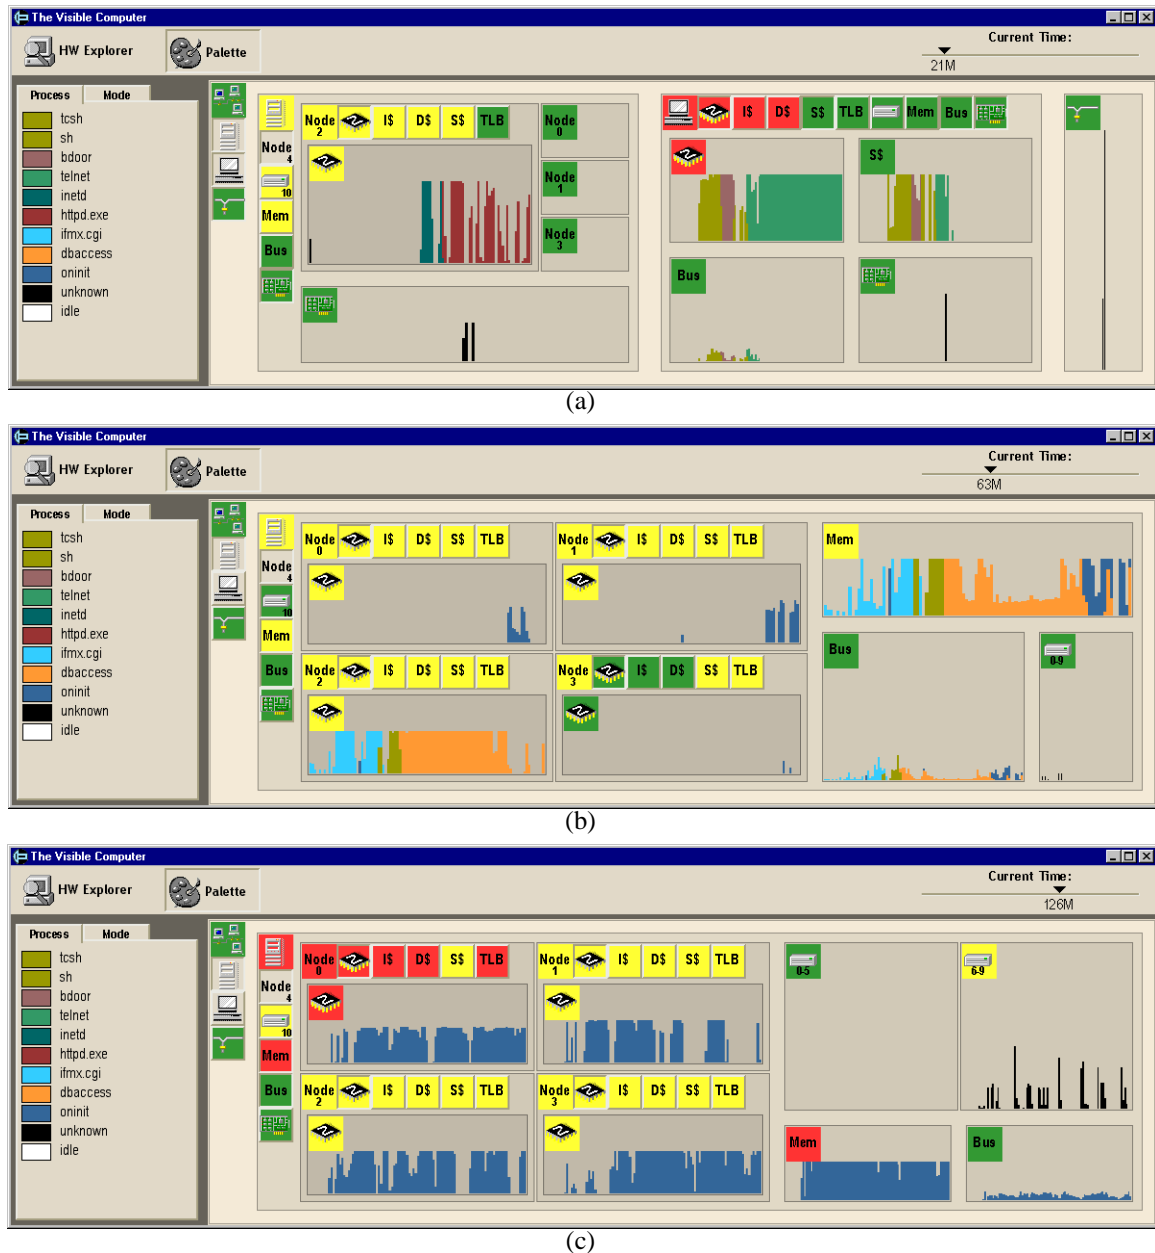 The Visible Computer
HW Explorer
Palette
Current Time:
21M
Process Mode
tcsh
sh
bdoor
telnet
inetd
httpd.exe
ifmx.cgi
dbaccess
oninit
unknown
idle
Node 4
10
Mem
Bus
Node 2 I$ D$ S$ TLB
Node 0
Node 1
Node 3
I$ D$ S$ TLB Mem Bus
S$
Bus
(a)
The Visible Computer
HW Explorer
Palette
Current Time:
63M
Process Mode
tcsh
sh
bdoor
telnet
inetd
httpd.exe
ifmx.cgi
dbaccess
oninit
unknown
idle
Node 4
10
Mem
Bus
Node 0 I$ D$ S$ TLB
Node 1 I$ D$ S$ TLB
Mem
Node 2 I$ D$ S$ TLB
Node 3 I$ D$ S$ TLB
Bus
0-9
(b)
The Visible Computer
HW Explorer
Palette
Current Time:
126M
Process Mode
tcsh
sh
bdoor
telnet
inetd
httpd.exe
ifmx.cgi
dbaccess
oninit
unknown
idle
Node 4
10
Mem
Bus
Node 0 I$ D$ S$ TLB
Node 1 I$ D$ S$ TLB
0-5
6-9
Node 2 I$ D$ S$ TLB
Node 3 I$ D$ S$ TLB
Mem
Bus
(c)